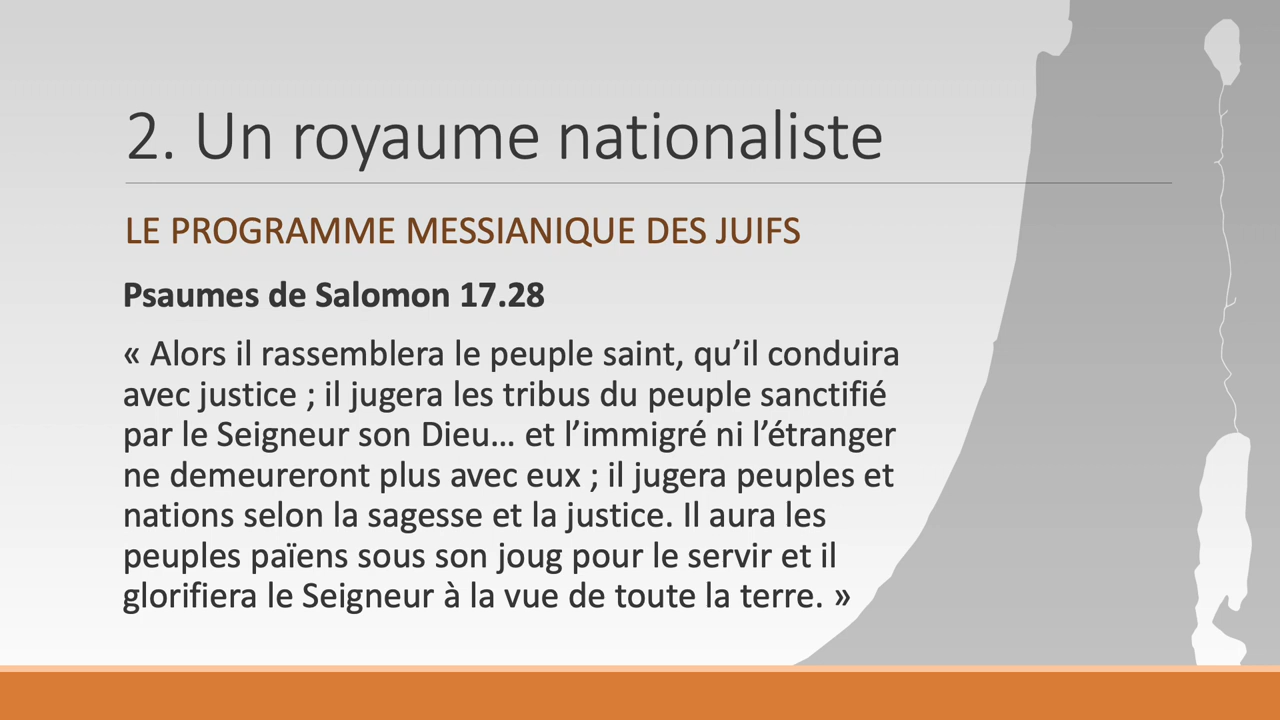 2. Un royaume nationaliste
LE PROGRAMME MESSIANIQUE DES JUIFS
Psaumes de Salomon 17.28
« Alors il rassemblera le peuple saint, qu’il conduira
avec justice ; il jugera les tribus du peuple sanctifié
par le Seigneur son Dieu… et l’immigré ni l’étranger
ne demeureront plus avec eux ; il jugera peuples et
nations selon la sagesse et la justice. Il aura les
peuples païens sous son joug pour le servir et il
glorifiera le Seigneur à la vue de toute la terre. »